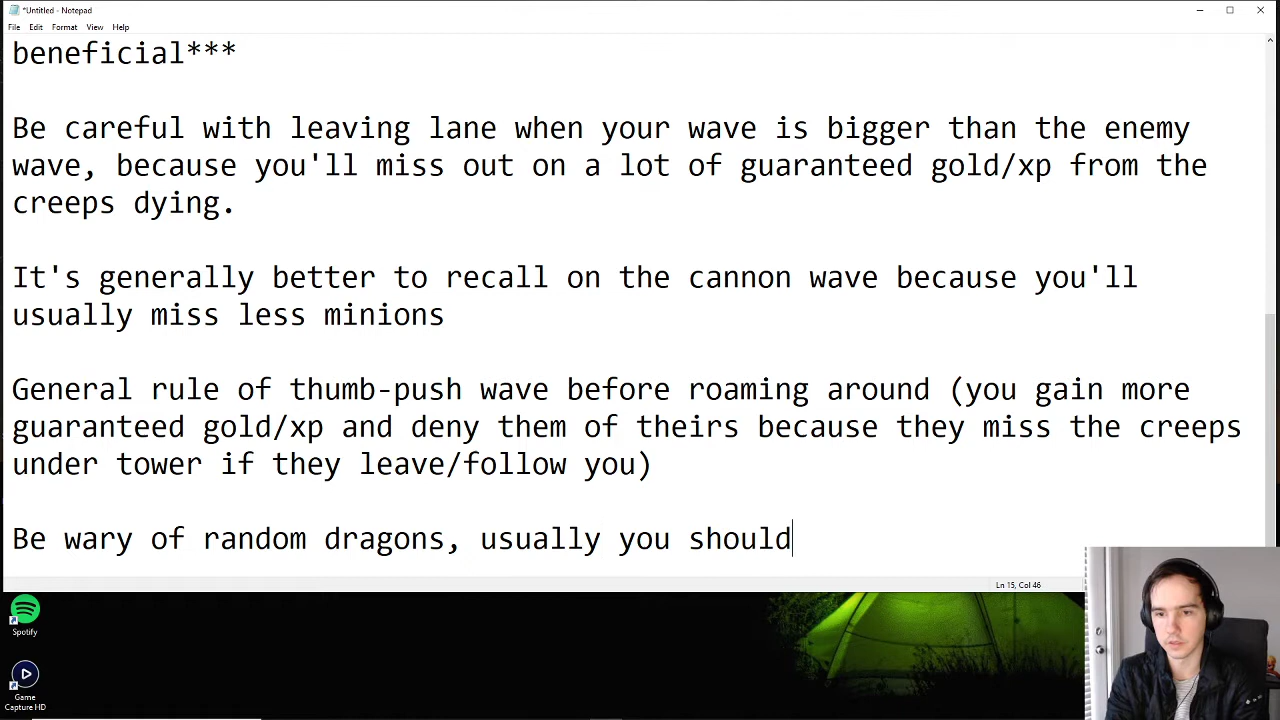 *Untitled - Notepad
File Edit Format View Help
beneficial***
Be careful with leaving lane when your wave is bigger than the enemy
wave, because you'll miss out on a lot of guaranteed gold/xp from the
creeps dying.
It's generally better to recall on the cannon wave because you'll
usually miss less minions
General rule of thumb-push wave before roaming around (you gain more
guaranteed gold/xp and deny them of theirs because they miss the creeps
under tower if they leave/follow you)
Be wary of random dragons, usually you should
Ln 15, Col 46
Spotify
Game
Capture HD